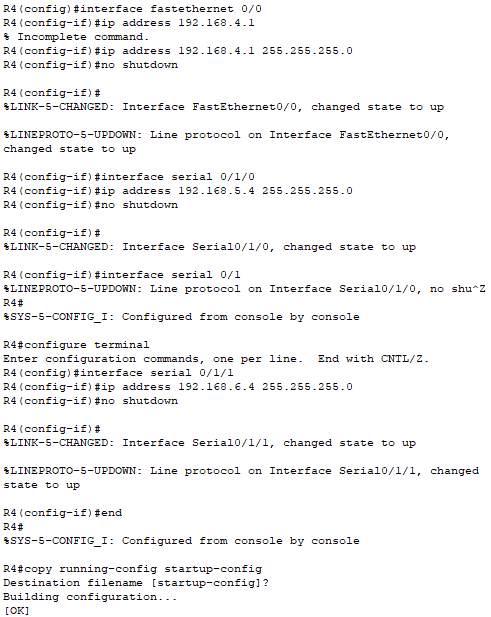 R4(config)#interface fastethernet 0/0
R4(config-if)#ip address 192.168.4.1
% Incomplete command.
R4(config-if)#ip address 192.168.4.1 255.255.255.0
R4(config-if)#no shutdown
R4(config-if)#
%LINK-5-CHANGED: Interface FastEthernet0/0, changed state to up
%LINEPROTO-5-UPDOWN: Line protocol on Interface FastEthernet0/0,
changed state to up
R4(config-if)#interface serial 0/1/0
R4(config-if)#ip address 192.168.5.4 255.255.255.0
R4(config-if)#no shutdown
R4(config-if)#
%LINK-5-CHANGED: Interface Serial0/1/0, changed state to up
R4(config-if)#interface serial 0/1
%LINEPROTO-5-UPDOWN: Line protocol on Interface Serial0/1/0, no shu^Z
R4#
%SYS-5-CONFIG_I: Configured from console by console
R4#configure terminal
Enter configuration commands, one per line.  End with CNTL/Z.
R4(config)#interface serial 0/1/1
R4(config-if)#ip address 192.168.6.4 255.255.255.0
R4(config-if)#no shutdown
R4(config-if)#
%LINK-5-CHANGED: Interface Serial0/1/1, changed state to up
%LINEPROTO-5-UPDOWN: Line protocol on Interface Serial0/1/1, changed
state to up
R4(config-if)#end
R4#
%SYS-5-CONFIG_I: Configured from console by console
R4#copy running-config startup-config
Destination filename [startup-config]?
Building configuration...
[OK]